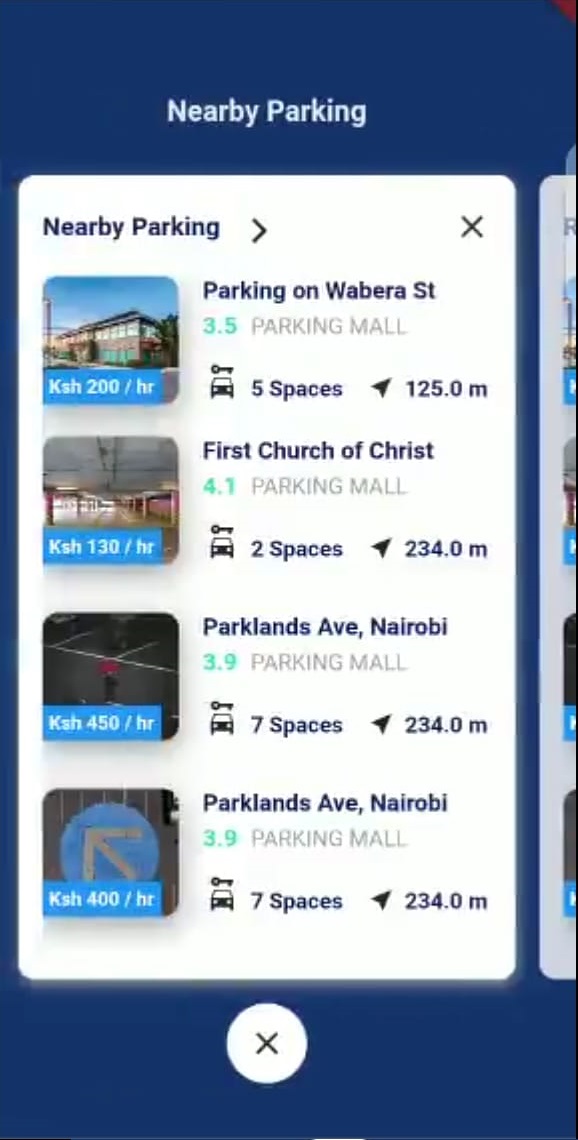 Nearby Parking
Nearby Parking
Parking on Wabera St
3.5 PARKING MALL
Ksh 200 / hr
5 Spaces 125.0 m
First Church of Christ
4.1 PARKING MALL
Ksh 130 / hr
2 Spaces 234.0 m
Parklands Ave, Nairobi
3.9 PARKING MALL
Ksh 450 / hr
7 Spaces 234.0 m
Parklands Ave, Nairobi
3.9 PARKING MALL
Ksh 400 / hr
7 Spaces 234.0 m